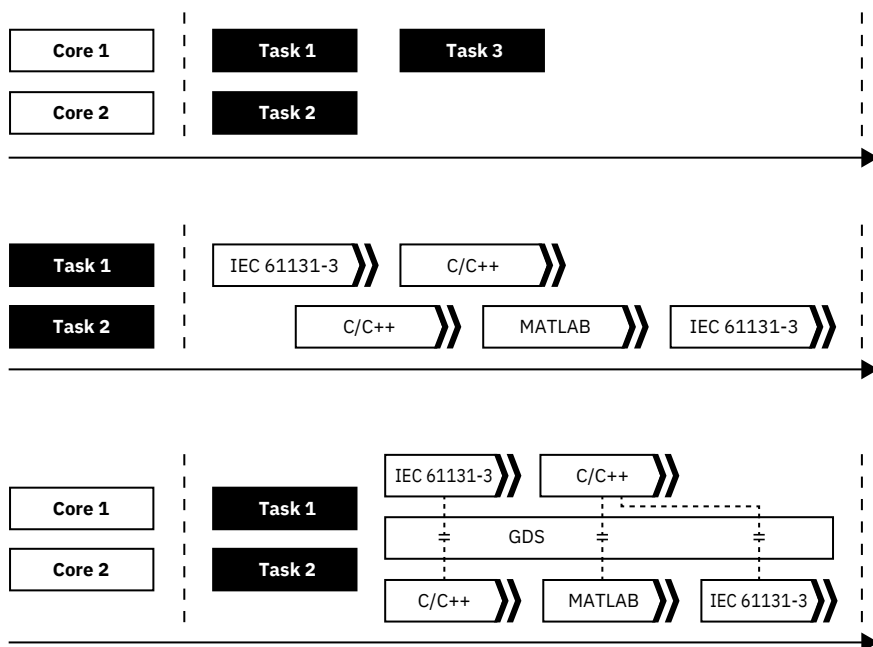 Core 1 Task 1 Task 3
Core 2 Task 2
Task 1 IEC 61131-3 C/C++
Task 2 C/C++ MATLAB IEC 61131-3
IEC 61131-3 C/C++
Core 1 Task 1
GDS
Core 2 Task 2
C/C++ MATLAB IEC 61131-3